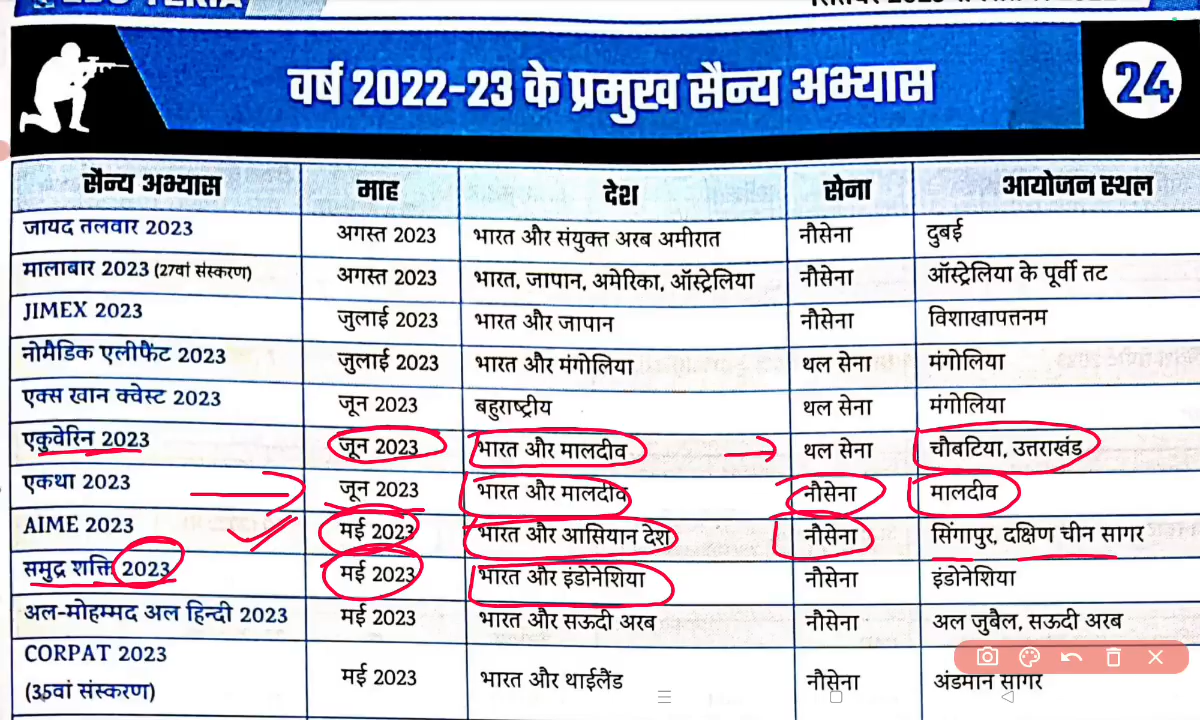 वर्ष 2022-23 के प्रमुख सैन्य अभ्यास
24
सैन्य अभ्यास माह देश सेना आयोजन स्थल
जायद तलवार 2023 अगस्त 2023 भारत और संयुक्त अरब अमीरात नौसेना दुबई
मालाबार 2023 (27वां संस्करण) अगस्त 2023 भारत, जापान, अमेरिका, ऑस्ट्रेलिया नौसेना ऑस्ट्रेलिया के पूर्वी तट
JIMEX 2023 जुलाई 2023 भारत और जापान नौसेना विशाखापत्तनम
नोमैडिक एलीफैंट 2023 जुलाई 2023 भारत और मंगोलिया थल सेना मंगोलिया
एक्स खान क्वेस्ट 2023 जून 2023 बहुराष्ट्रीय थल सेना मंगोलिया
एकुवेरिन 2023 जून 2023 भारत और मालदीव थल सेना चौबटिया, उत्तराखंड
एकथा 2023 जून 2023 भारत और मालदीव नौसेना मालदीव
AIME 2023 मई 2023 भारत और आसियान देश नौसेना सिंगापुर, दक्षिण चीन सागर
समुद्र शक्ति 2023 मई 2023 भारत और इंडोनेशिया नौसेना इंडोनेशिया
अल-मोहम्मद अल हिन्दी 2023 मई 2023 भारत और सऊदी अरब नौसेना अल जुबैल, सऊदी अरब
CORPAT 2023
(35वां संस्करण) मई 2023 भारत और थाईलैंड नौसेना अंडमान सागर